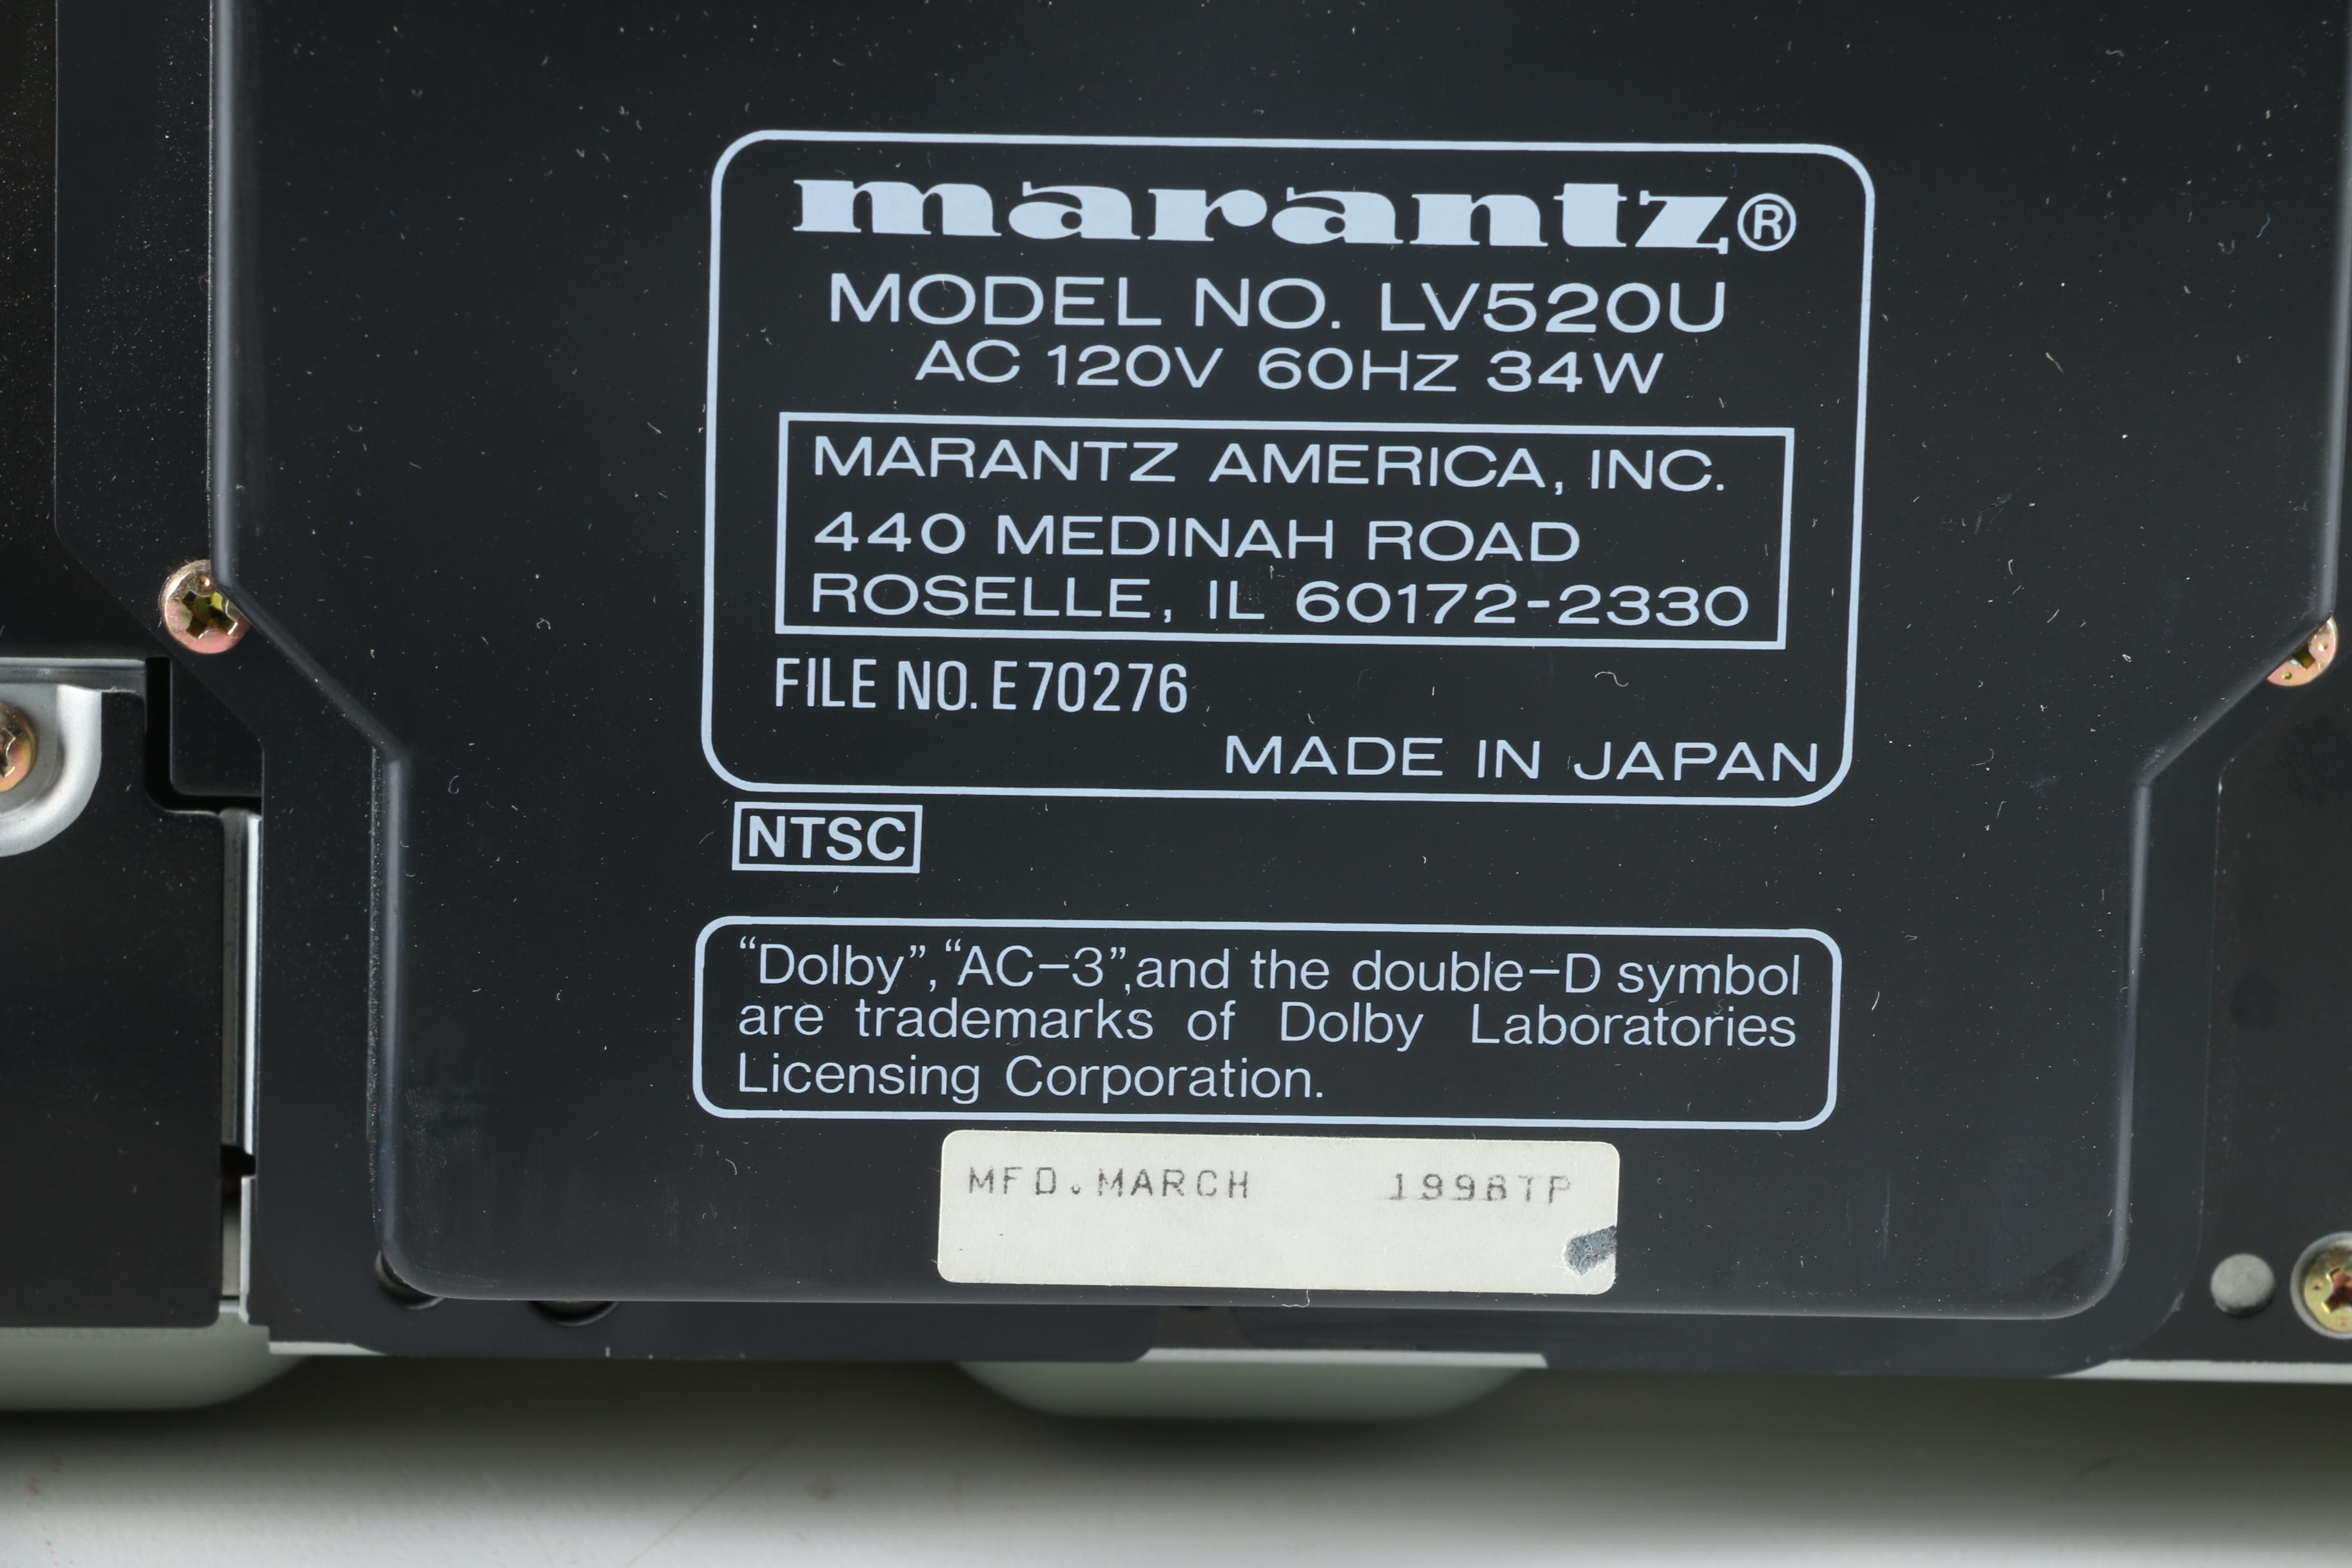 marantz®
MODEL NO. LV520U
AC 120V 60HZ 34W
MARANTZ AMERICA, INC.
440 MEDINAH ROAD
ROSELLE, IL 60172-2330
FILE NO. E70276
MADE IN JAPAN
NTSC
“Dolby”, “AC-3”, and the double-D symbol
are trademarks of Dolby Laboratories
Licensing Corporation.
MFD. MARCH 1998TP